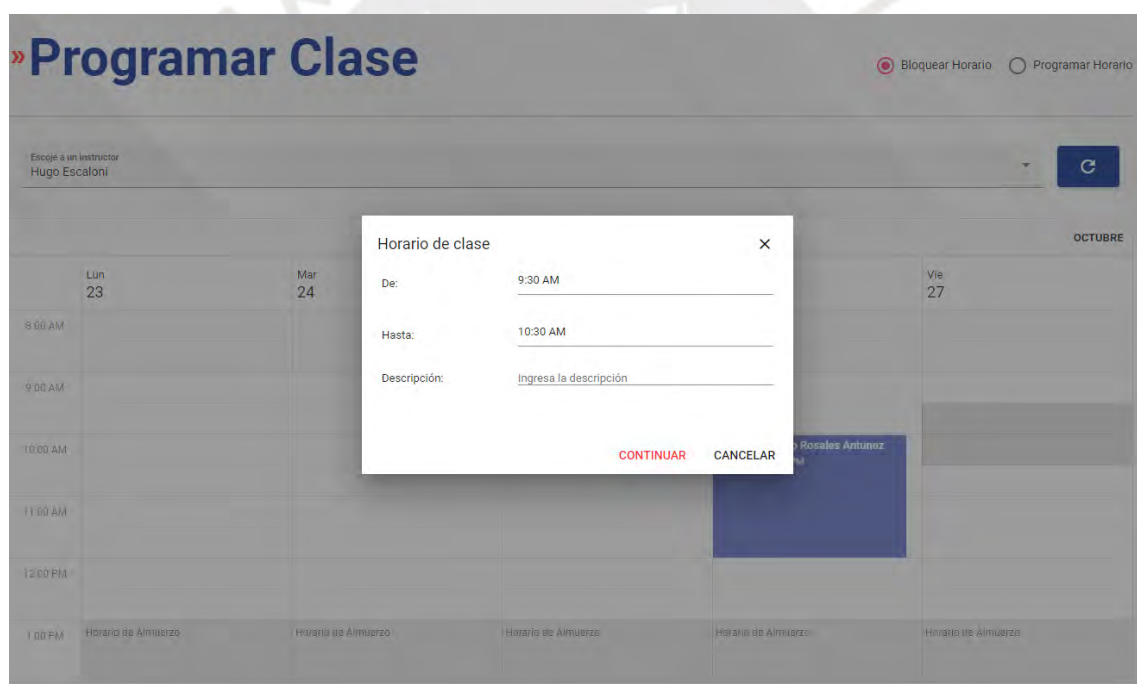 » Programar Clase
Bloquear Horario Programar Horario
Escoje a un instructor
Hugo Escaloni
OCTUBRE
Lun
23
Mar
24
Vie
27
8:00 AM
9:00 AM
10:00 AM
11:00 AM
12:00 PM
1:00 PM
Rosales Antunez
Horario de Almuerzo
Horario de Almuerzo
Horario de Almuerzo
Horario de Almuerzo
Horario de Almuerzo
Horario de clase
De: 9:30 AM
Hasta: 10:30 AM
Descripción: Ingresa la descripción
CONTINUAR CANCELAR